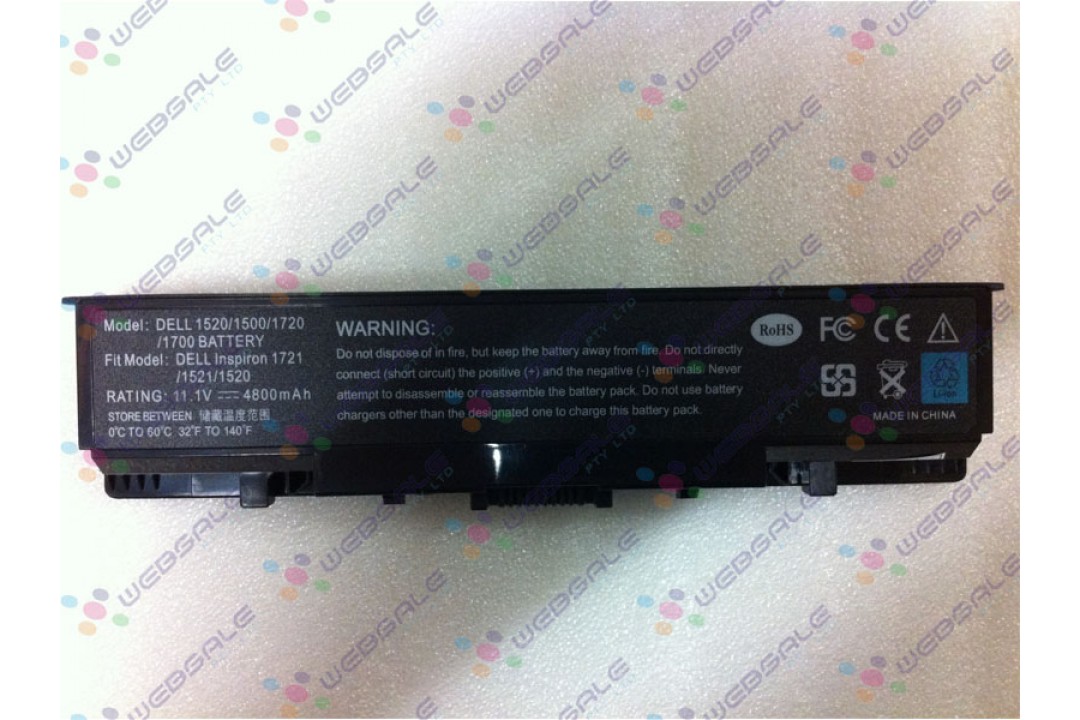 Model: DELL 1520/1500/1720
/1700 BATTERY
Fit Model: DELL Inspiron 1721
/1521/1520
RATING: 11.1V 4800mAh
STORE BETWEEN 储藏温度范围
0°C TO 60°C 32°F TO 140°F
WARNING:
Do not dispose of in fire, but keep the battery away from fire. Do not directly
connect (short circuit) the positive (+) and the negative (-) terminals. Never
attempt to disassemble or reassemble the battery pack. Do not use battery
chargers other than the designated one to charge this battery pack.
RoHS
FC CE
Li-ion
MADE IN CHINA
WEBSALE
PTY LTD